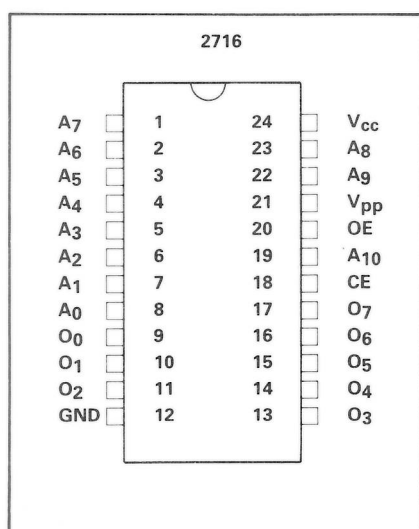 2716
A7 1 24 Vcc
A6 2 23 A8
A5 3 22 A9
A4 4 21 Vpp
A3 5 20 OE
A2 6 19 A10
A1 7 18 CE
A0 8 17 O7
O0 9 16 O6
O1 10 15 O5
O2 11 14 O4
GND 12 13 O3